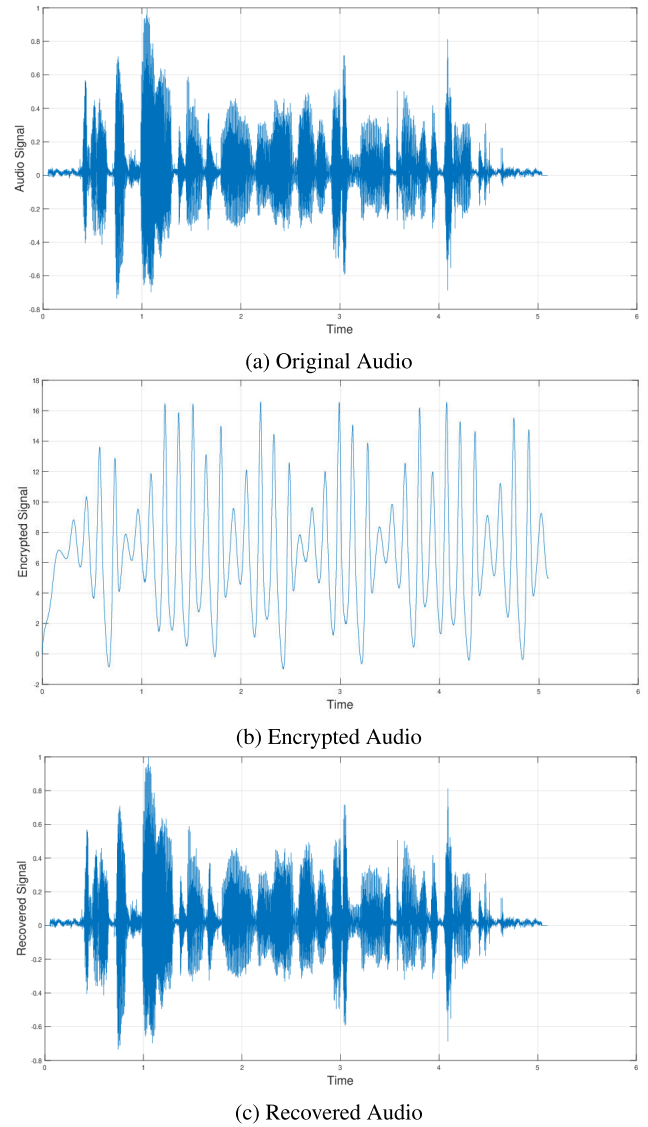 1
0.8
0.6
0.4
0.2
0
0.2
0.4
-0.6
-0.8
Audio Signal
0 1 2 3 4 5 6
Time
(a) Original Audio
18
16
14
12
10
8
6
4
2
0
-2
Encrypted Signal
0 1 2 3 4 5 6
Time
(b) Encrypted Audio
1
0.8
0.6
0.4
0.2
0
-0.2
-0.4
-0.6
-0.8
Recovered Signal
0 1 2 3 4 5 6
Time
(c) Recovered Audio